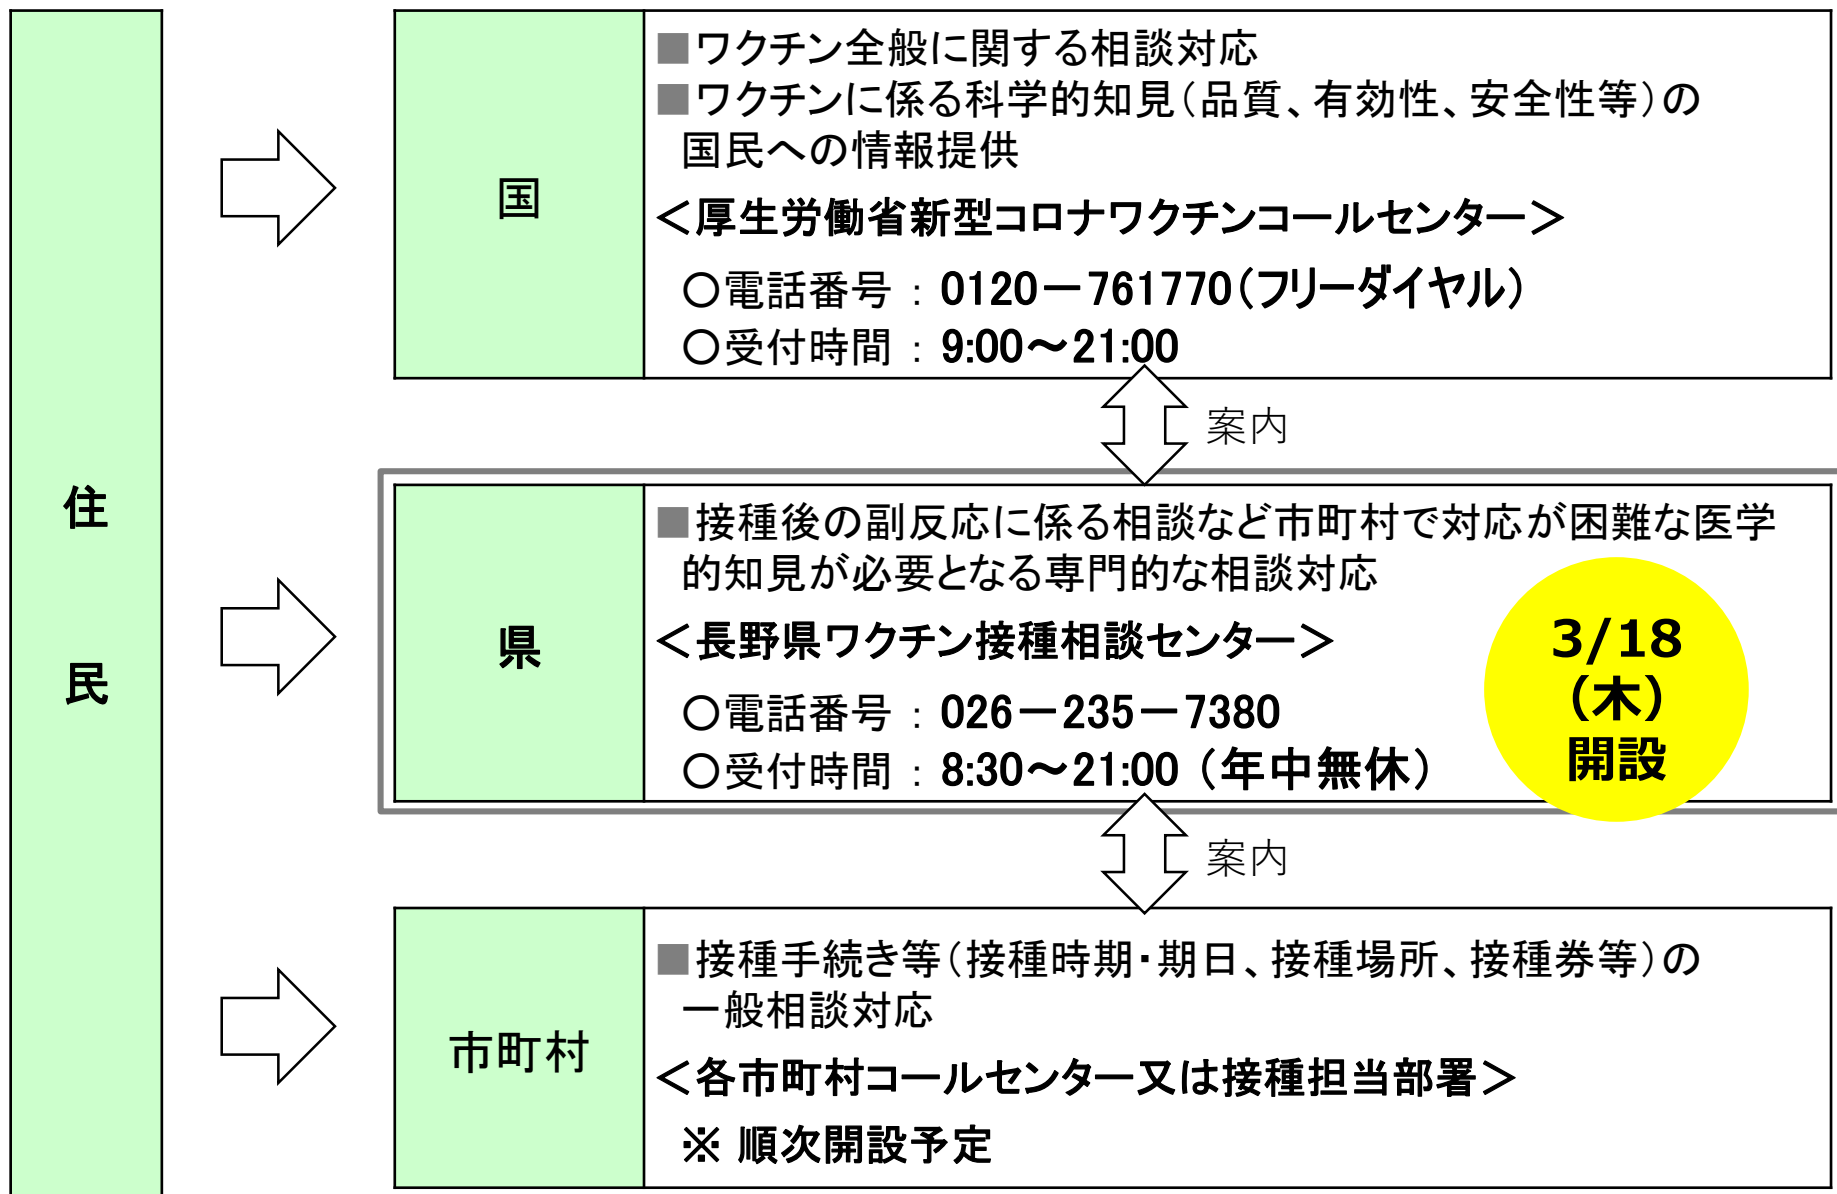 住
民
国
■ワクチン全般に関する相談対応
■ワクチンに係る科学的知見（品質、有効性、安全性等）の
国民への情報提供
＜厚生労働省新型コロナワクチンコールセンター＞
○電話番号 ： 0120－761770（フリーダイヤル）
○受付時間 ： 9:00～21:00
案内
県
■接種後の副反応に係る相談など市町村で対応が困難な医学
的知見が必要となる専門的な相談対応
＜長野県ワクチン接種相談センター＞
○電話番号 ： 026－235－7380
○受付時間 ： 8:30～21:00 （年中無休）
3/18
（木）
開設
案内
市町村
■接種手続き等（接種時期・期日、接種場所、接種券等）の
一般相談対応
＜各市町村コールセンター又は接種担当部署＞
※ 順次開設予定